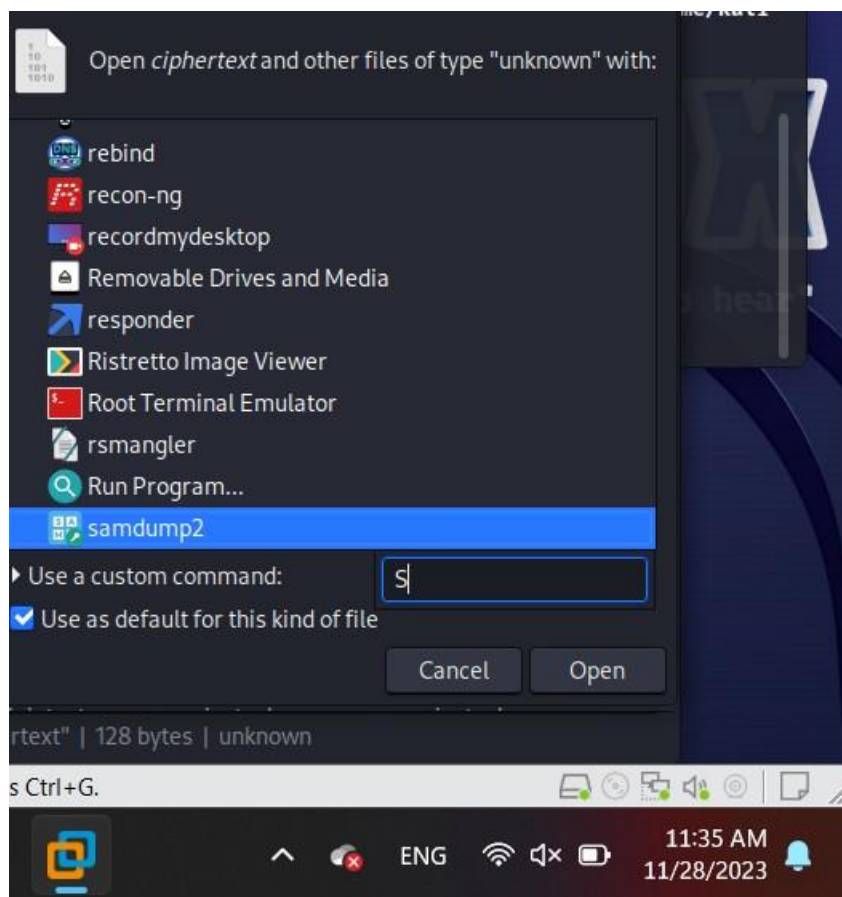 Open ciphertext and other files of type "unknown" with:
rebind
recon-ng
recordmydesktop
Removable Drives and Media
responder
Ristretto Image Viewer
Root Terminal Emulator
rsmangler
Run Program...
samdump2
Use a custom command:
S
Use as default for this kind of file
Cancel Open
rtext" | 128 bytes | unknown
s Ctrl+G.
ENG
11:35 AM
11/28/2023
hear"